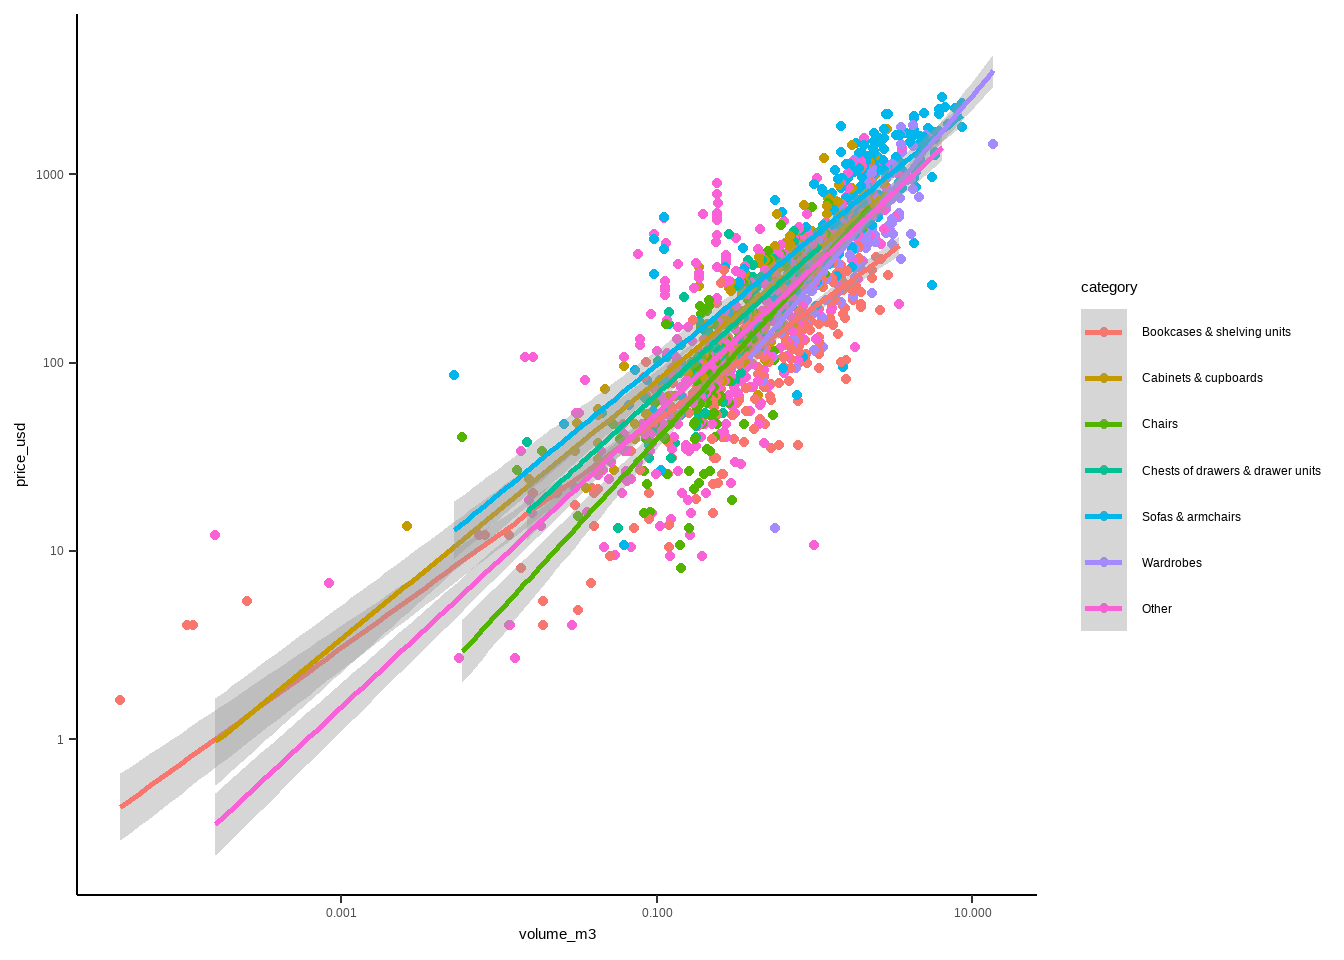 price_usd
1000
100
10
1
0.001
0.100
10.000
volume_m3
category
Bookcases & shelving units
Cabinets & cupboards
Chairs
Chests of drawers & drawer units
Sofas & armchairs
Wardrobes
Other